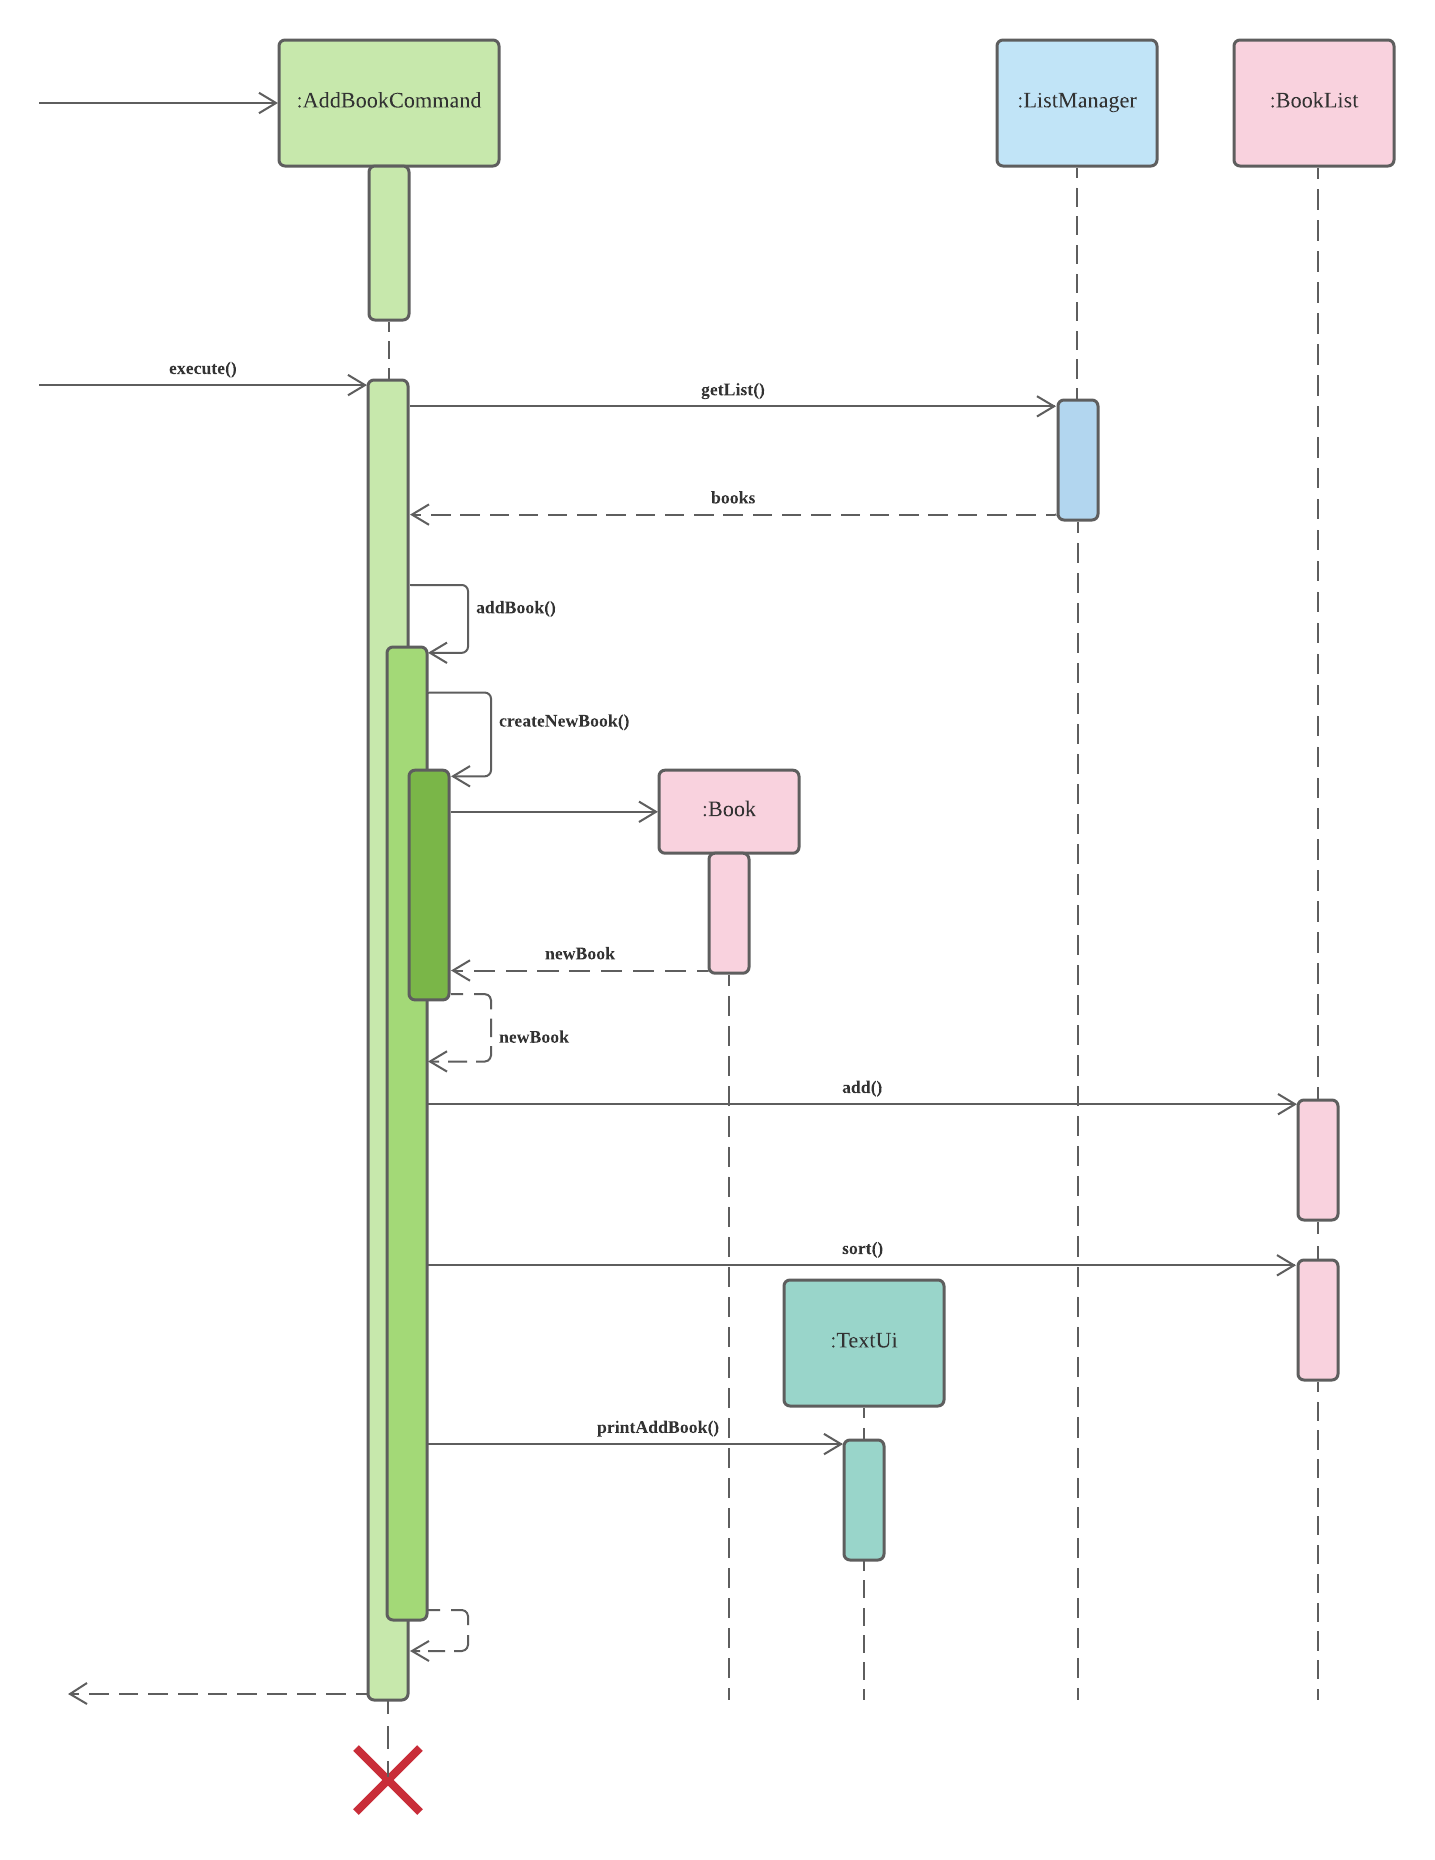 :AddBookCommand
:ListManager
:BookList
execute()
getList()
books
addBook()
createNewBook()
:Book
newBook
newBook
add()
sort()
:TextUi
printAddBook()